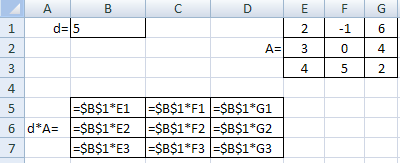 A B C D E F G
1 d= 5 2 -1 6
2 A= 3 0 4
3 4 5 2
4
5 =$B$1*E1 =$B$1*F1 =$B$1*G1
6 d*A= =$B$1*E2 =$B$1*F2 =$B$1*G2
7 =$B$1*E3 =$B$1*F3 =$B$1*G3